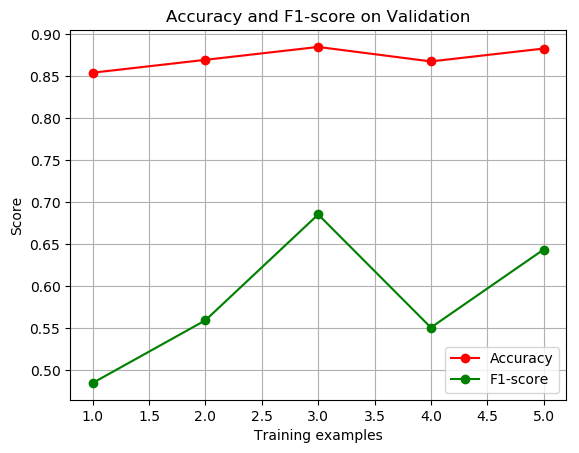 Accuracy and F1-score on Validation
0.90
0.85
0.80
0.75
0.70
0.65
0.60
0.55
0.50
Score
Accuracy
F1-score
1.0 1.5 2.0 2.5 3.0 3.5 4.0 4.5 5.0
Training examples